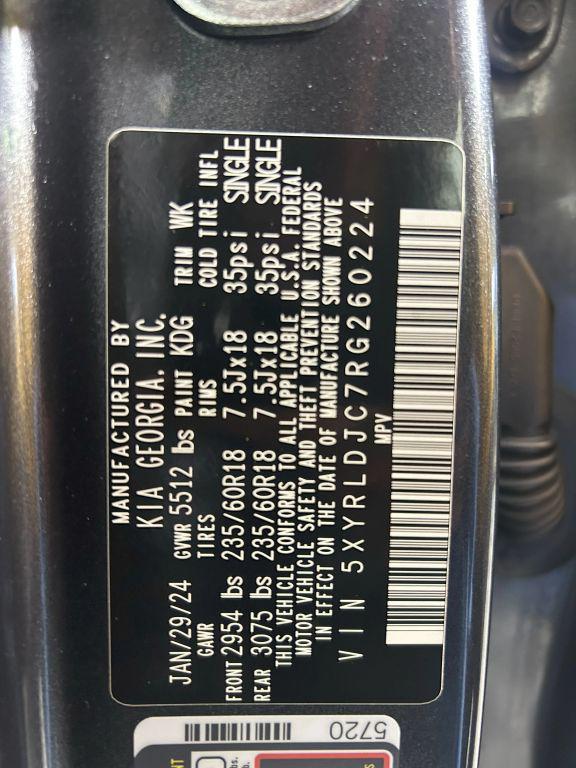 MANUFACTURED BY
KIA GEORGIA, INC.
JAN/29/24 GVWR 5512 lbs PAINT KDG TRIM WK
GAWR TIRES RIMS COLD TIRE INFL
FRONT 2954 lbs 235/60R18 7.5Jx18 35psi SINGLE
REAR 3075 lbs 235/60R18 7.5Jx18 35psi SINGLE
THIS VEHICLE CONFORMS TO ALL APPLICABLE U.S.A. FEDERAL
MOTOR VEHICLE SAFETY AND THEFT PREVENTION STANDARDS
IN EFFECT ON THE DATE OF MANUFACTURE SHOWN ABOVE
VIN 5XYRLDJC7RG260224
MPV
5720